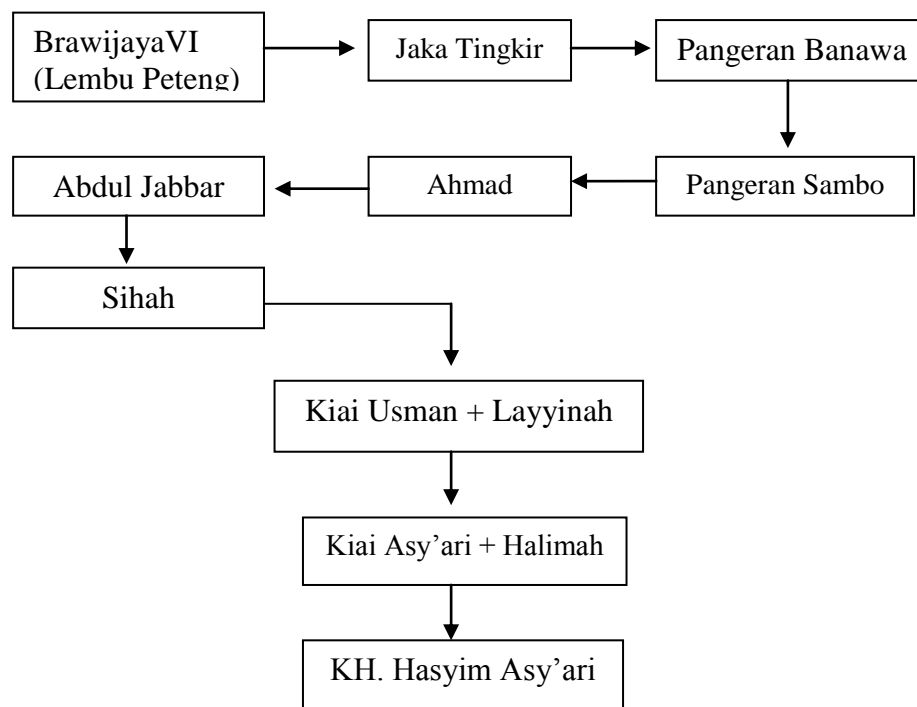 BrawijayaVI
(Lembu Peteng)
Jaka Tingkir
Pangeran Banawa
Pangeran Sambo
Ahmad
Abdul Jabbar
Sihah
Kiai Usman + Layyinah
Kiai Asy’ari + Halimah
KH. Hasyim Asy’ari